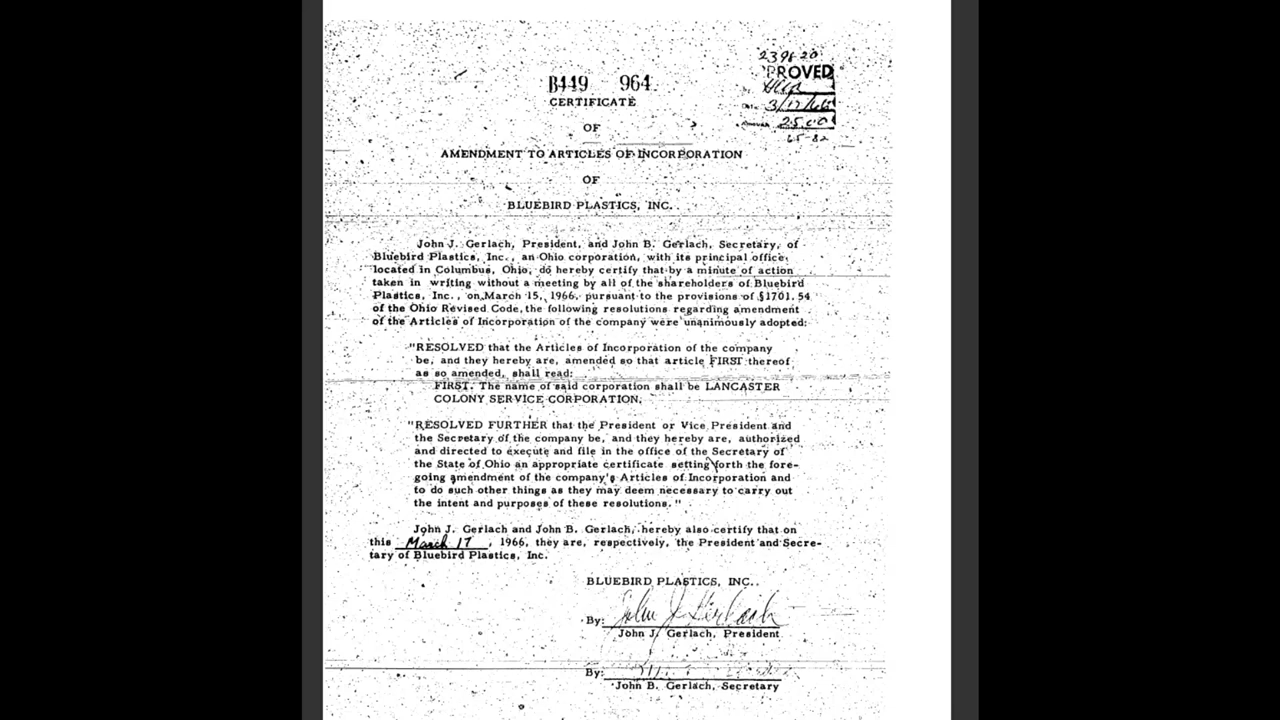 239620
B449 964
PROVED
CERTIFICATE
3/17/66
OF
25.00
AMENDMENT TO ARTICLES OF INCORPORATION
OF
BLUEBIRD PLASTICS, INC.
John J. Gerlach, President, and John B. Gerlach, Secretary, of
Bluebird Plastics, Inc., an Ohio corporation, with its principal office
located in Columbus, Ohio, do hereby certify that by a minute of action
taken in writing without a meeting by all of the shareholders of Bluebird
Plastics, Inc., on March 15, 1966, pursuant to the provisions of §1701.54
of the Ohio Revised Code, the following resolutions regarding amendment
of the Articles of Incorporation of the company were unanimously adopted:
"RESOLVED that the Articles of Incorporation of the company
be, and they hereby are, amended so that article FIRST thereof
as so amended, shall read:
FIRST. The name of said corporation shall be LANCASTER
COLONY SERVICE CORPORATION.
"RESOLVED FURTHER that the President or Vice President and
the Secretary of the company be, and they hereby are, authorized
and directed to execute and file in the office of the Secretary of
the State of Ohio an appropriate certificate setting forth the fore-
going amendment of the company's Articles of Incorporation and
to do such other things as they may deem necessary to carry out
the intent and purposes of these resolutions."
John J. Gerlach and John B. Gerlach, hereby also certify that on
this March 17, 1966, they are, respectively, the President and Secre-
tary of Bluebird Plastics, Inc.
BLUEBIRD PLASTICS, INC.
By: John J Gerlach
John J. Gerlach, President
By:
John B. Gerlach, Secretary